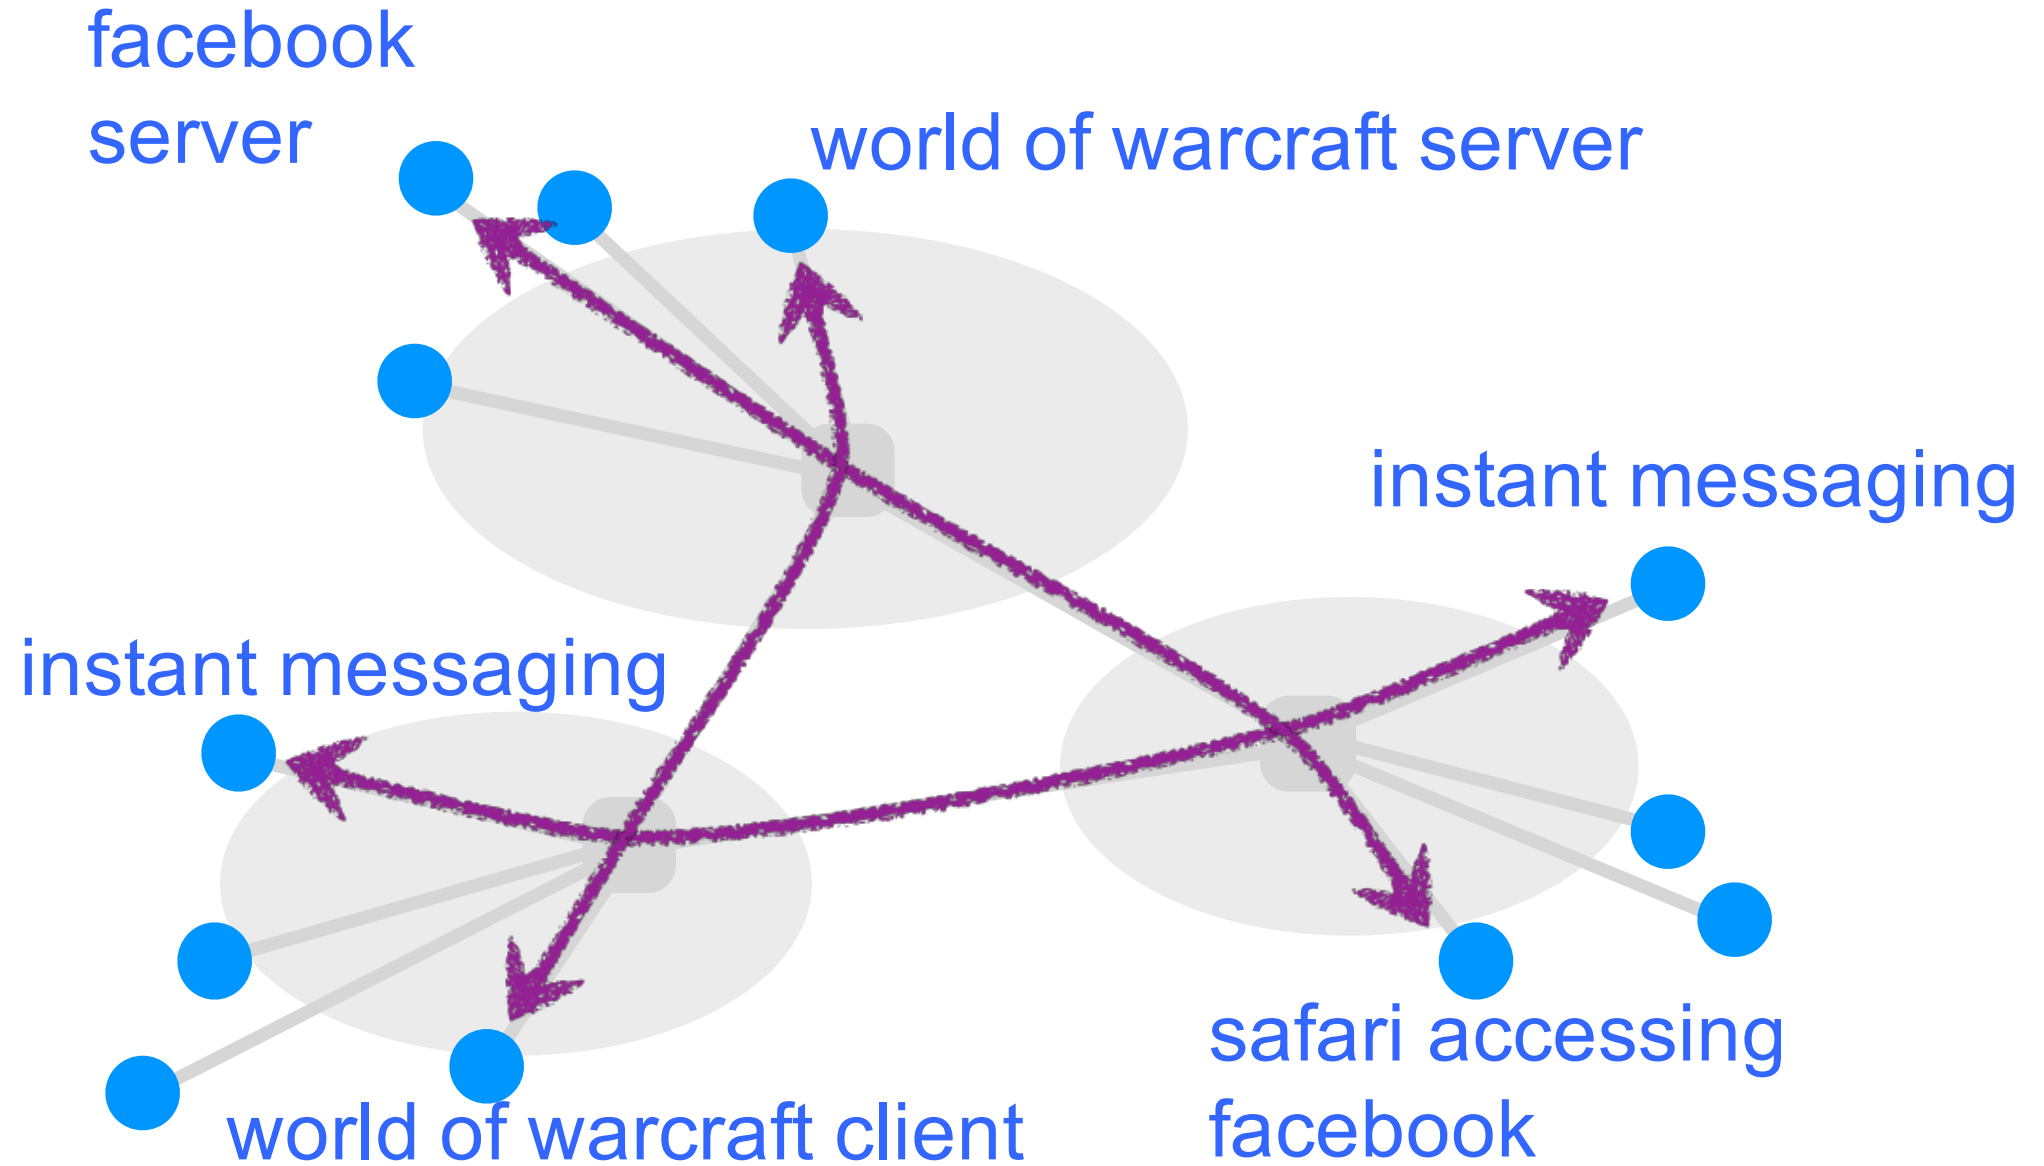 facebook
server
world of warcraft server
instant messaging
instant messaging
safari accessing
facebook
world of warcraft client